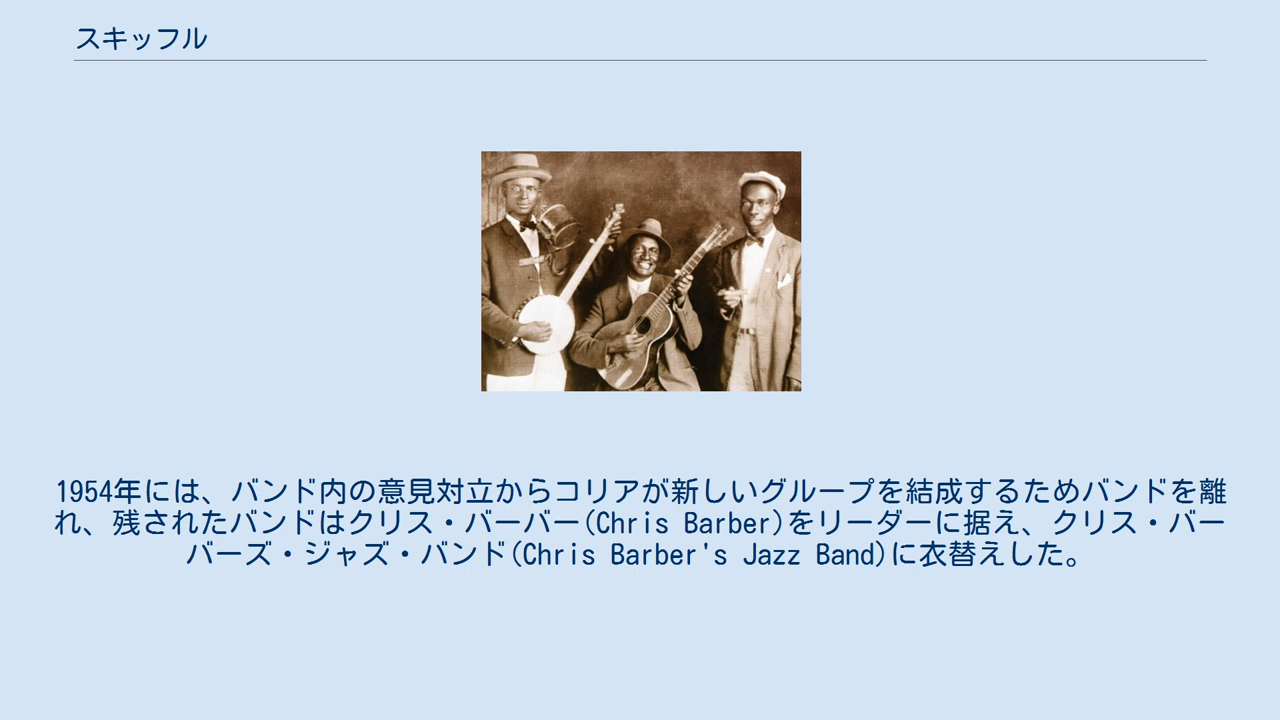 スキッフル
1954年には、バンド内の意見対立からコリアが新しいグループを結成するためバンドを離
れ、残されたバンドはクリス・バーバー(Chris Barber)をリーダーに据え、クリス・バー
バーズ・ジャズ・バンド(Chris Barber's Jazz Band)に衣替えした。